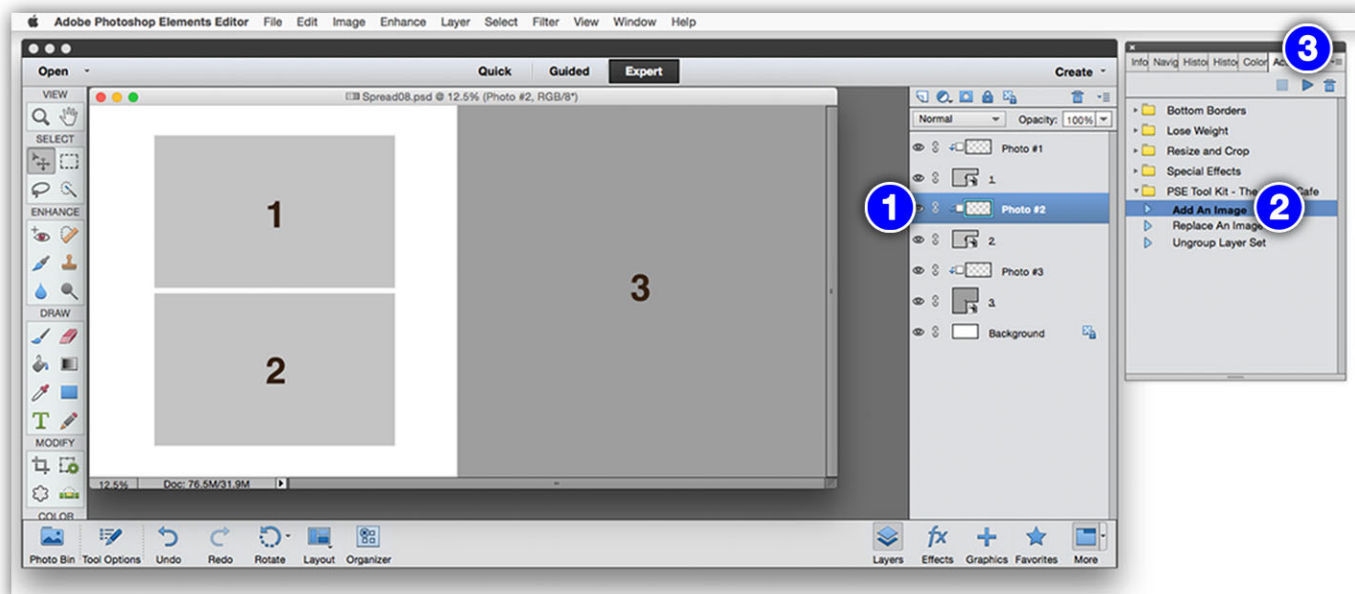 Adobe Photoshop Elements Editor File Edit Image Enhance Layer Select Filter View Window Help
3
Open Quick Guided Expert Create
Info Navig Histo Histo Color Ac
VIEW
Spread08.psd @ 12.5% (Photo #2, RGB/8*)
SELECT
ENHANCE
DRAW
T
MODIFY
COLOR
1
2
3
12.5% Doc: 76.5M/31.9M
Normal Opacity: 100%
Photo #1
1
1 Photo #2
2
Photo #3
3
Background
Bottom Borders
Lose Weight
Resize and Crop
Special Effects
PSE Tool Kit - The Cafe
Add An Image 2
Replace An Image
Ungroup Layer Set
Photo Bin Tool Options Undo Redo Rotate Layout Organizer
fx
Layers Effects Graphics Favorites More